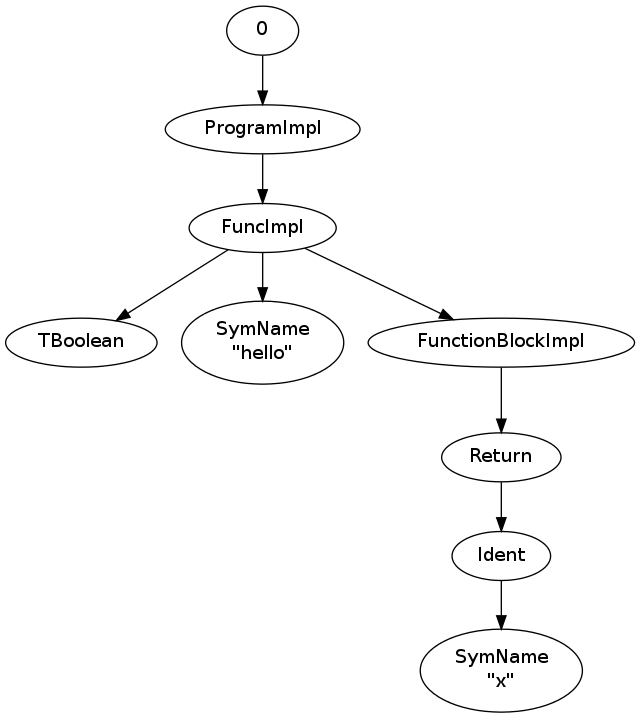 0
ProgramImpl
FuncImpl
TBoolean
SymName
"hello"
FunctionBlockImpl
Return
Ident
SymName
"x"